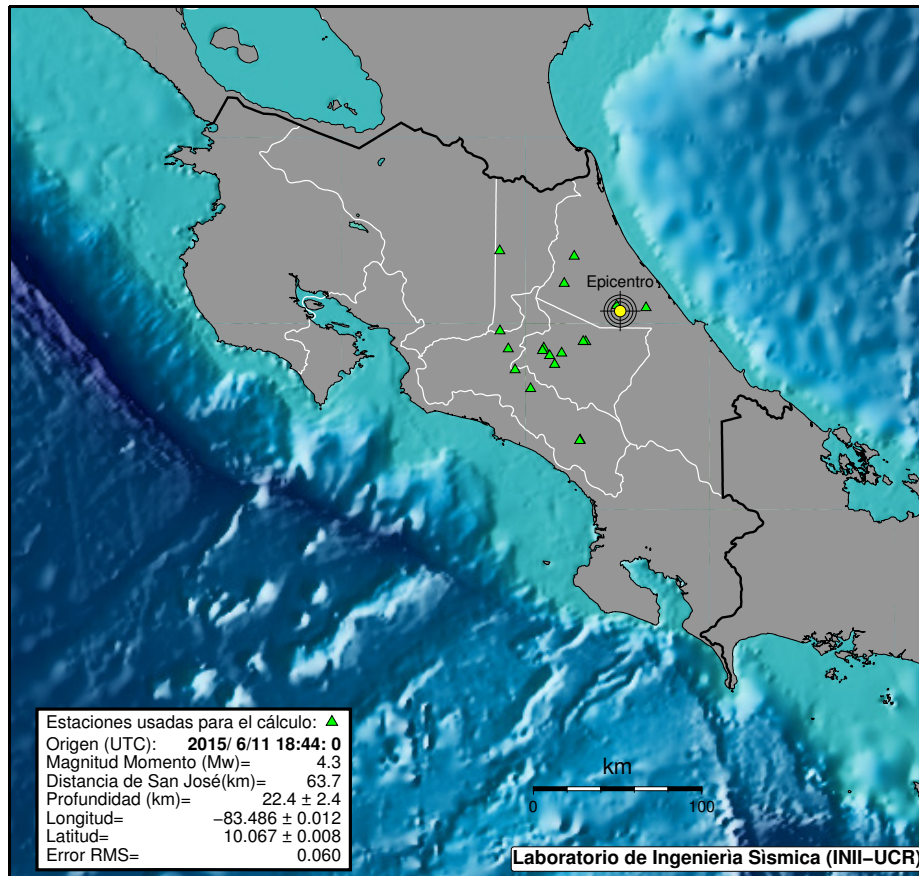 Epicentro
Estaciones usadas para el cálculo:
Origen (UTC): 2015/ 6/11 18:44: 0
Magnitud Momento (Mw)= 4.3
Distancia de San José(km)= 63.7
Profundidad (km)= 22.4 ± 2.4
Longitud= −83.486 ± 0.012
Latitud= 10.067 ± 0.008
Error RMS= 0.060
km
0 100
Laboratorio de Ingenierìa Sìsmica (INII−UCR)